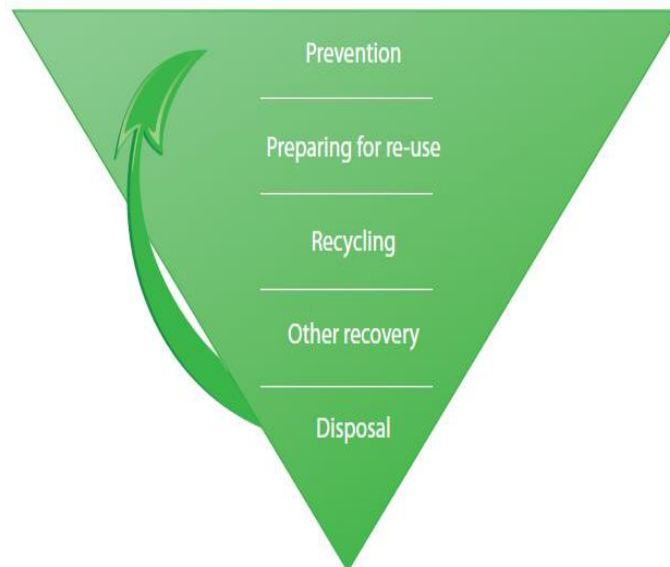 Prevention
Preparing for re-use
Recycling
Other recovery
Disposal